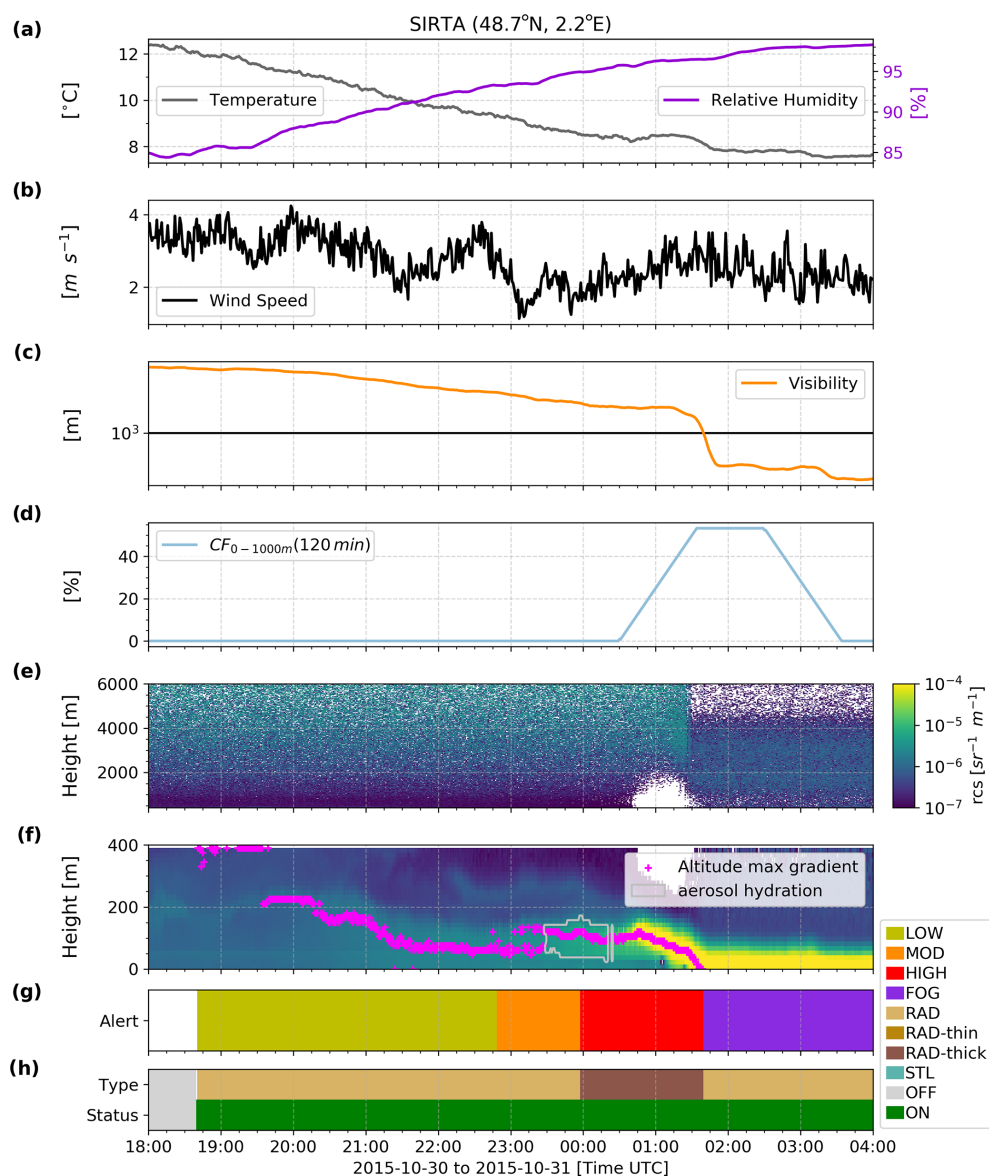 SIRTA (48.7°N, 2.2°E)
(a)
12
10
8
[°C]
Temperature
Relative Humidity
95
90
85
[%]
(b)
4
2
[m s⁻¹]
Wind Speed
(c)
10³
[m]
Visibility
(d)
40
20
0
[%]
CF₀₋₁₀₀₀ₘ(120 min)
(e)
6000
4000
2000
Height [m]
10⁻⁴
10⁻⁵
10⁻⁶
10⁻⁷
rcs [sr⁻¹ m⁻¹]
(f)
400
200
0
Height [m]
Altitude max gradient
aerosol hydration
(g)
Alert
(h)
Type
Status
LOW
MOD
HIGH
FOG
RAD
RAD-thin
RAD-thick
STL
OFF
ON
18:00 19:00 20:00 21:00 22:00 23:00 00:00 01:00 02:00 03:00 04:00
2015-10-30 to 2015-10-31 [Time UTC]